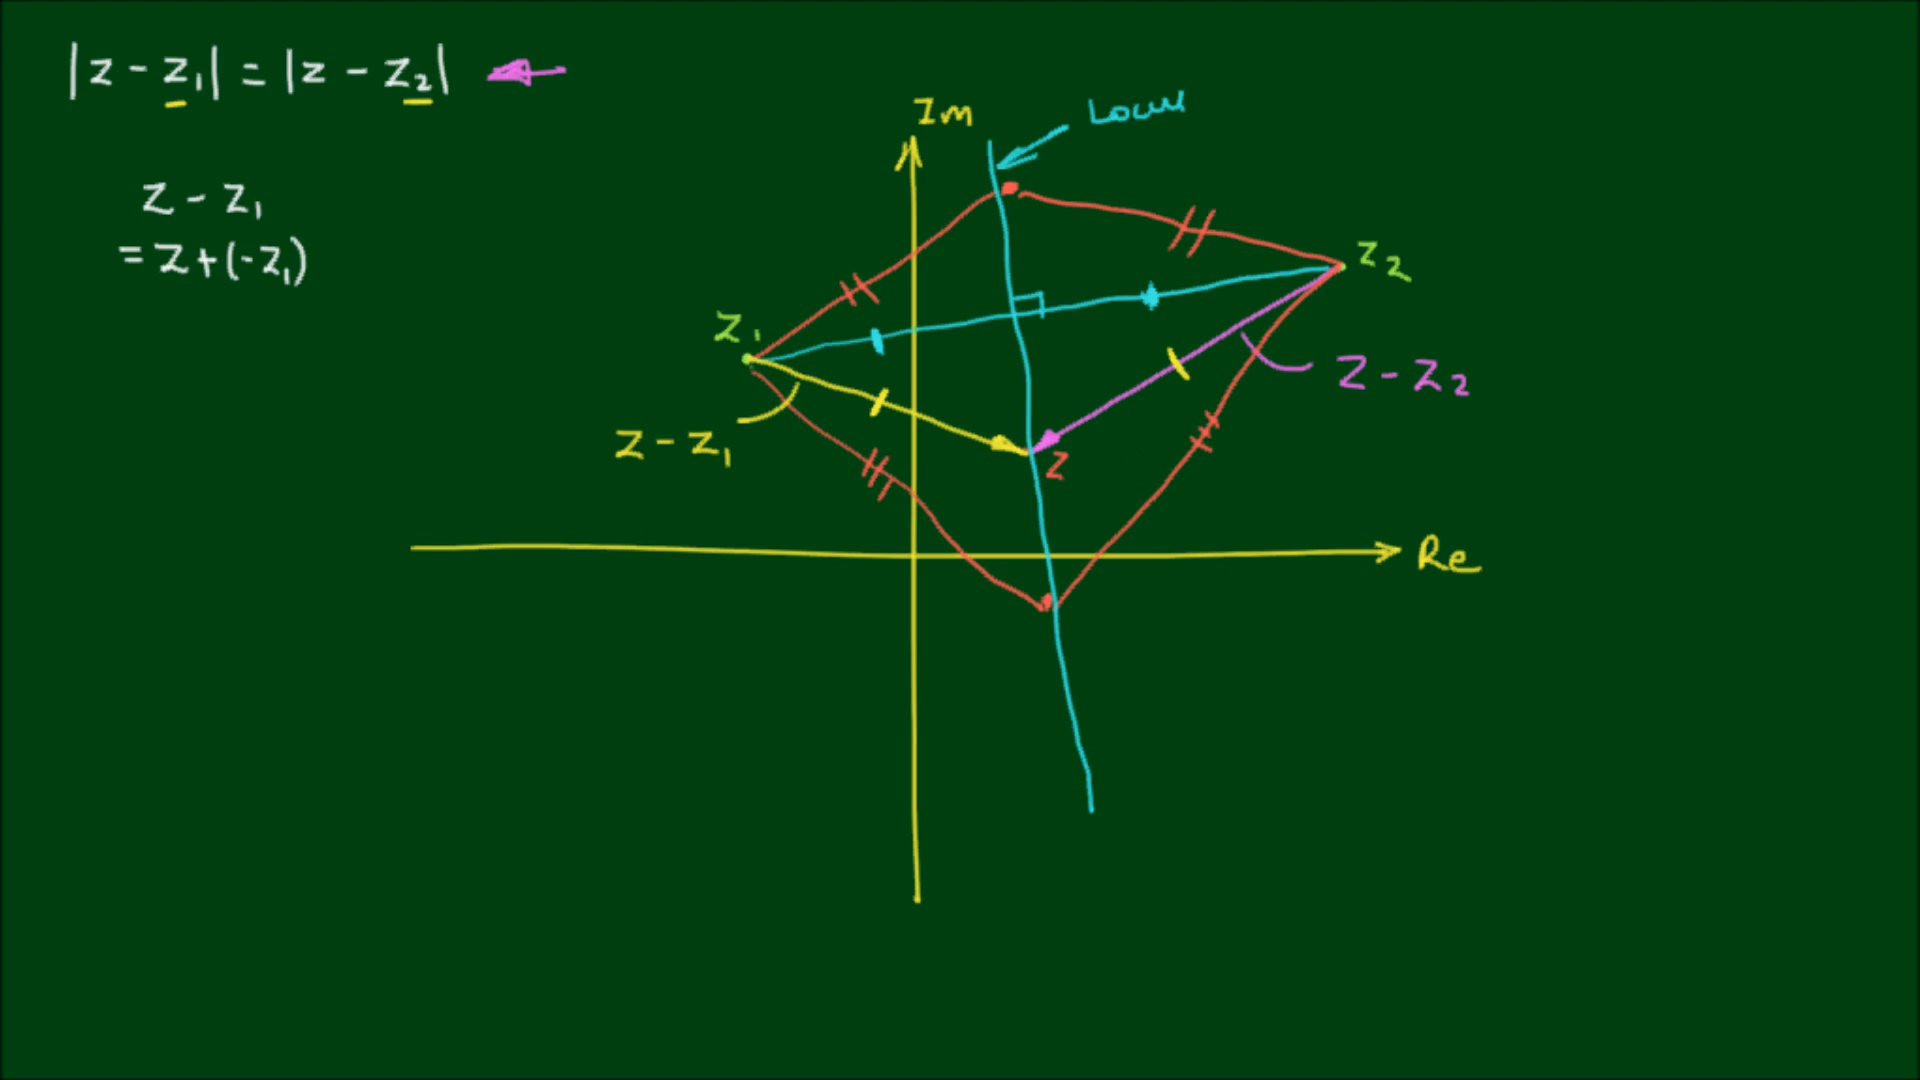 |z - z₁| = |z - z₂|
z - z₁
= z + (-z₁)
Im
Locus
z₂
z₁
z - z₂
z - z₁
z
Re